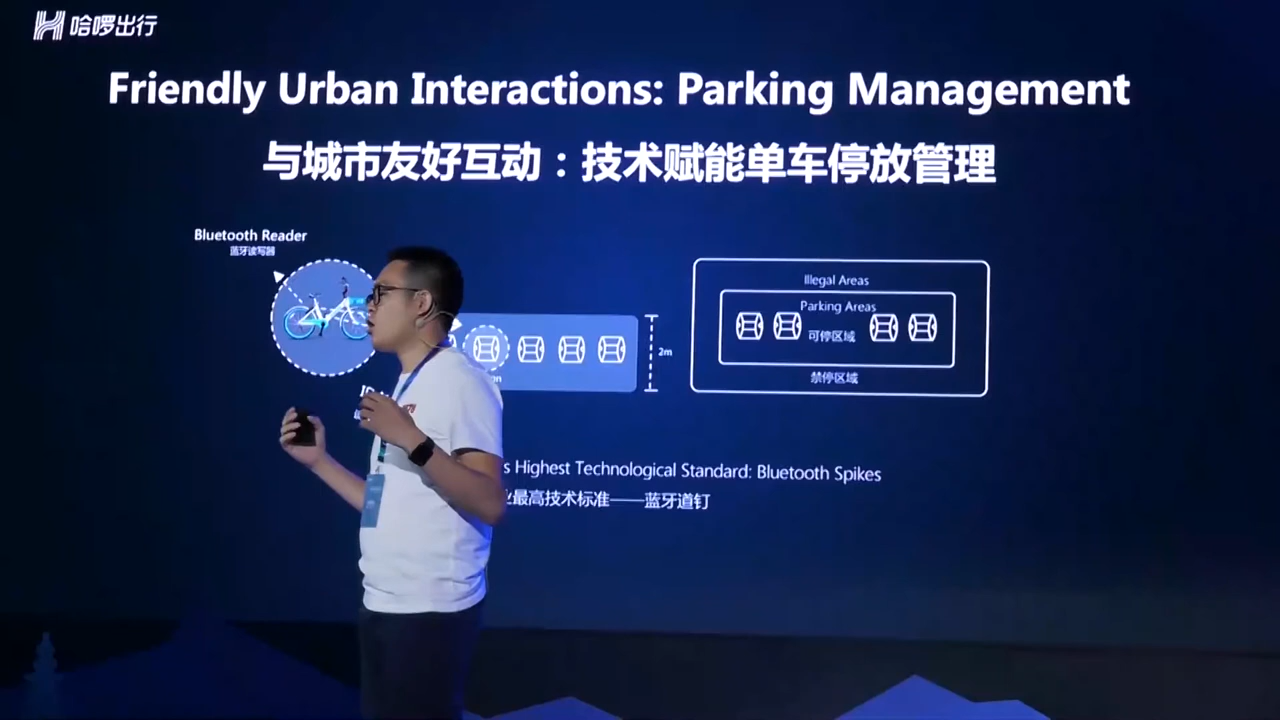 哈啰出行
Friendly Urban Interactions: Parking Management
与城市友好互动：技术赋能单车停放管理
Bluetooth Reader
蓝牙读写器
2m
Illegal Areas
Parking Areas
可停区域
禁停区域
Highest Technological Standard: Bluetooth Spikes
最高技术标准——蓝牙道钉